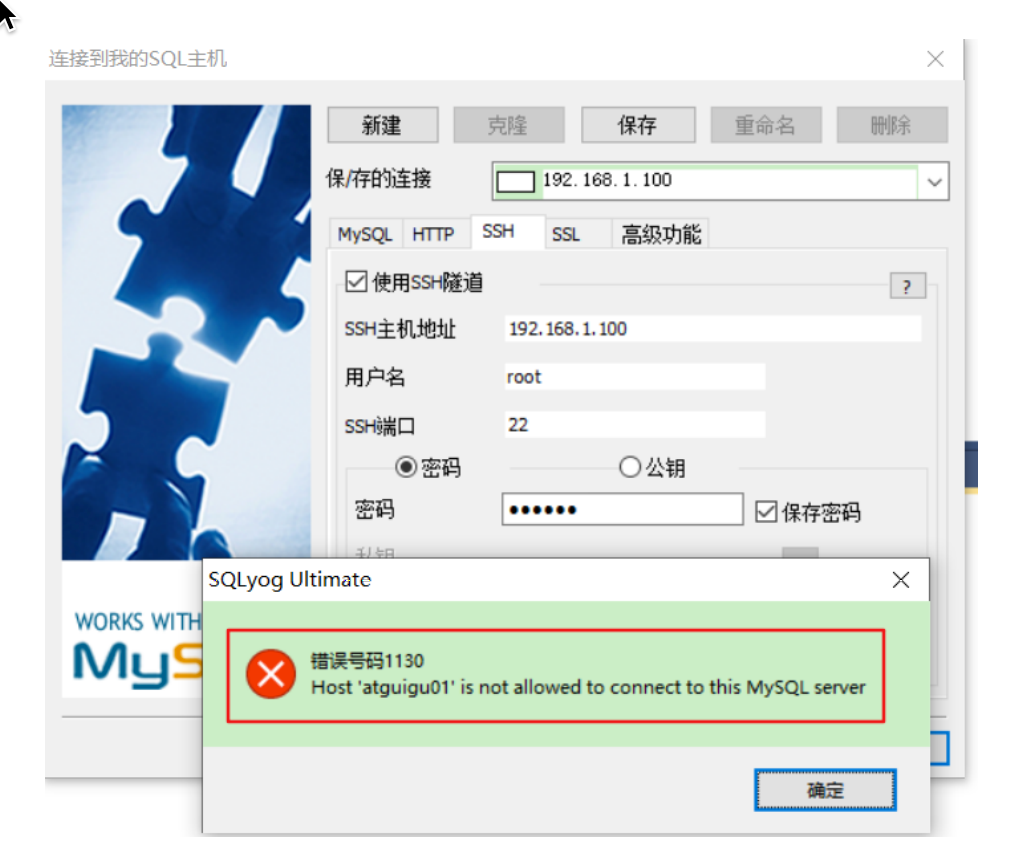 连接到我的SQL主机
新建 克隆 保存 重命名 删除
保/存的连接 192.168.1.100
MySQL HTTP SSH SSL 高级功能
使用SSH隧道 ?
SSH主机地址 192.168.1.100
用户名 root
SSH端口 22
密码 公钥
密码 •••••• 保存密码
SQLyog Ultimate
WORKS WITH
MyS
错误号码1130
Host 'atguigu01' is not allowed to connect to this MySQL server
确定